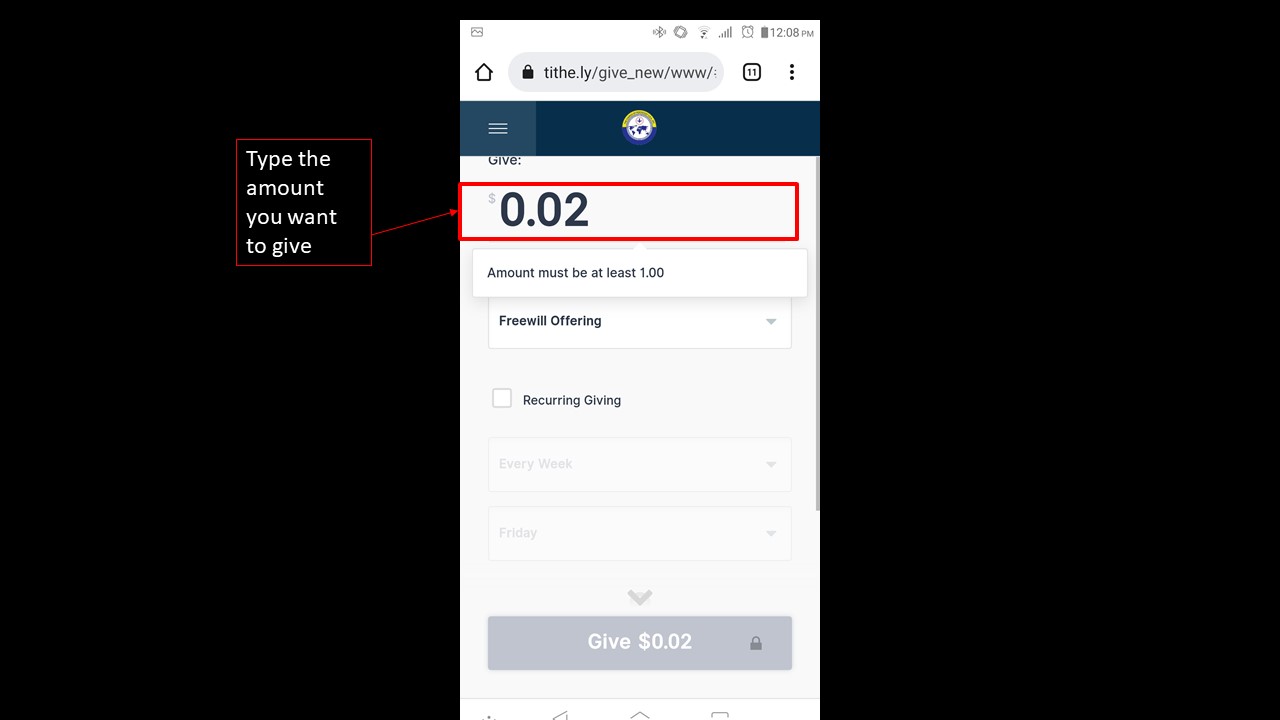 12:08 PM
tithe.ly/give_new/www/
11
Type the
amount
you want
to give
Give:
$ 0.02
Amount must be at least 1.00
Freewill Offering
Recurring Giving
Every Week
Friday
Give $0.02